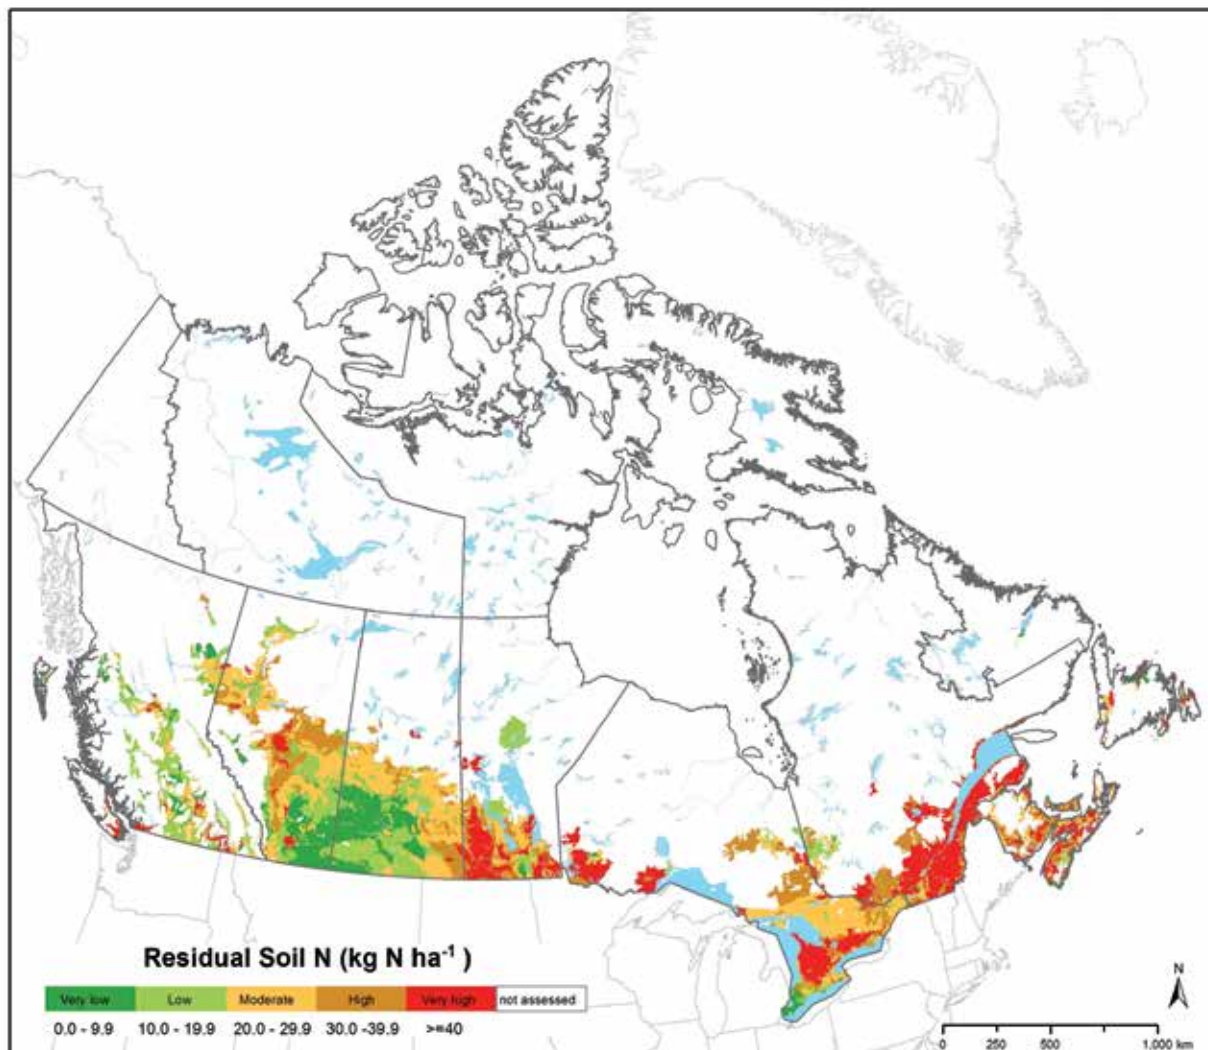 Residual Soil N (kg N ha⁻¹ )
Very low Low Moderate High Very high not assessed
0.0 - 9.9 10.0 - 19.9 20.0 - 29.9 30.0 -39.9 >=40
N
0 250 500 1,000 km